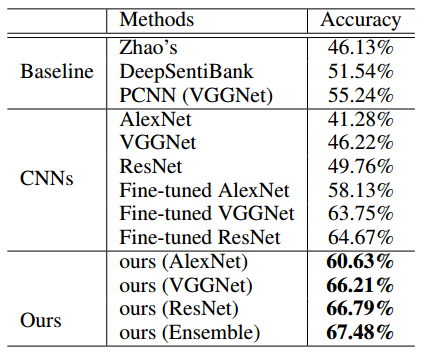 Methods Accuracy
Baseline
Zhao's 46.13%
DeepSentiBank 51.54%
PCNN (VGGNet) 55.24%
CNNs
AlexNet 41.28%
VGGNet 46.22%
ResNet 49.76%
Fine-tuned AlexNet 58.13%
Fine-tuned VGGNet 63.75%
Fine-tuned ResNet 64.67%
Ours
ours (AlexNet) 60.63%
ours (VGGNet) 66.21%
ours (ResNet) 66.79%
ours (Ensemble) 67.48%